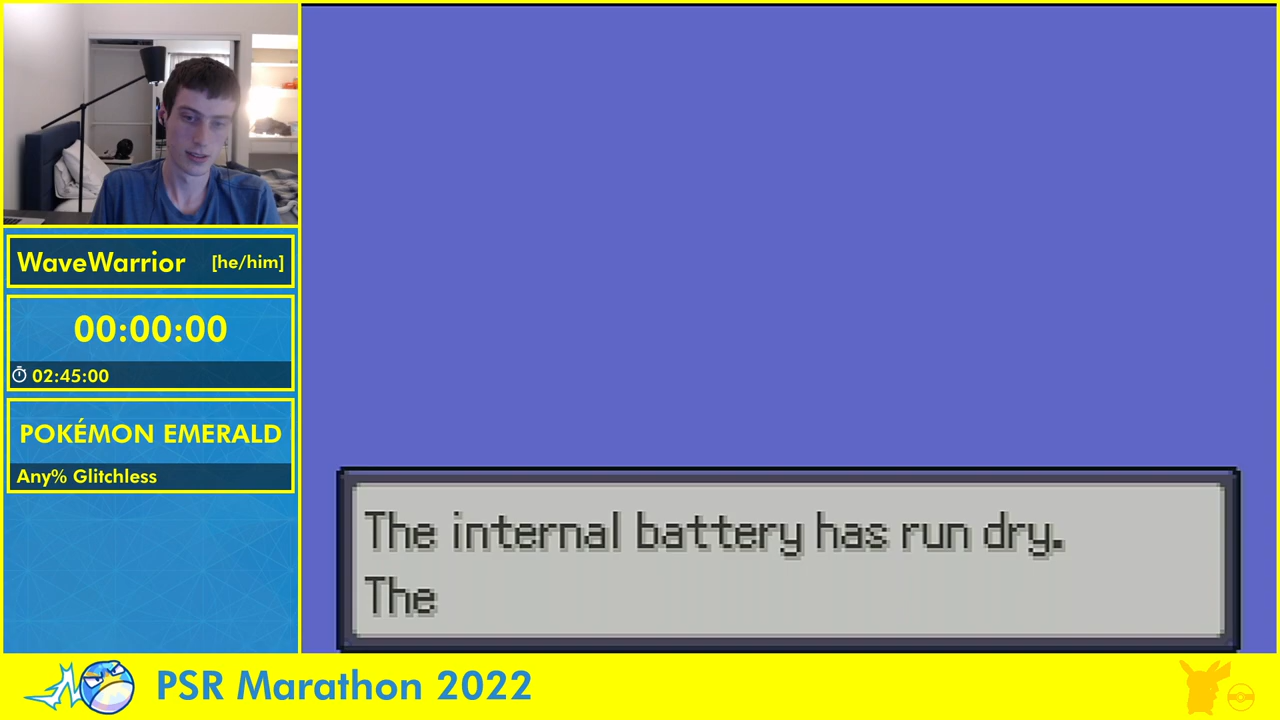 WaveWarrior [he/him]
00:00:00
02:45:00
POKÉMON EMERALD
Any% Glitchless
The internal battery has run dry.
The
PSR Marathon 2022